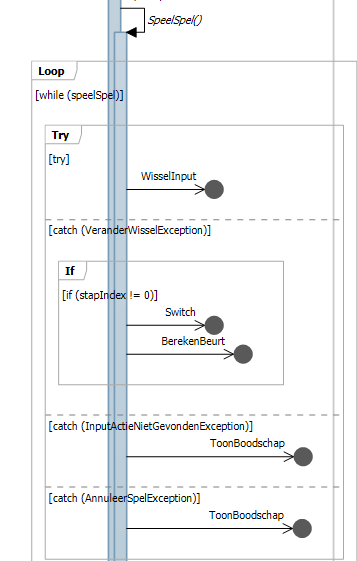 SpeelSpel()
Loop
[while (speelSpel)]
Try
[try]
WisselInput
[catch (VeranderWisselException)]
If
[if (stapIndex != 0)]
Switch
BerekenBeurt
[catch (InputActieNietGevondenException)]
ToonBoodschap
[catch (AnnuleerSpelException)]
ToonBoodschap